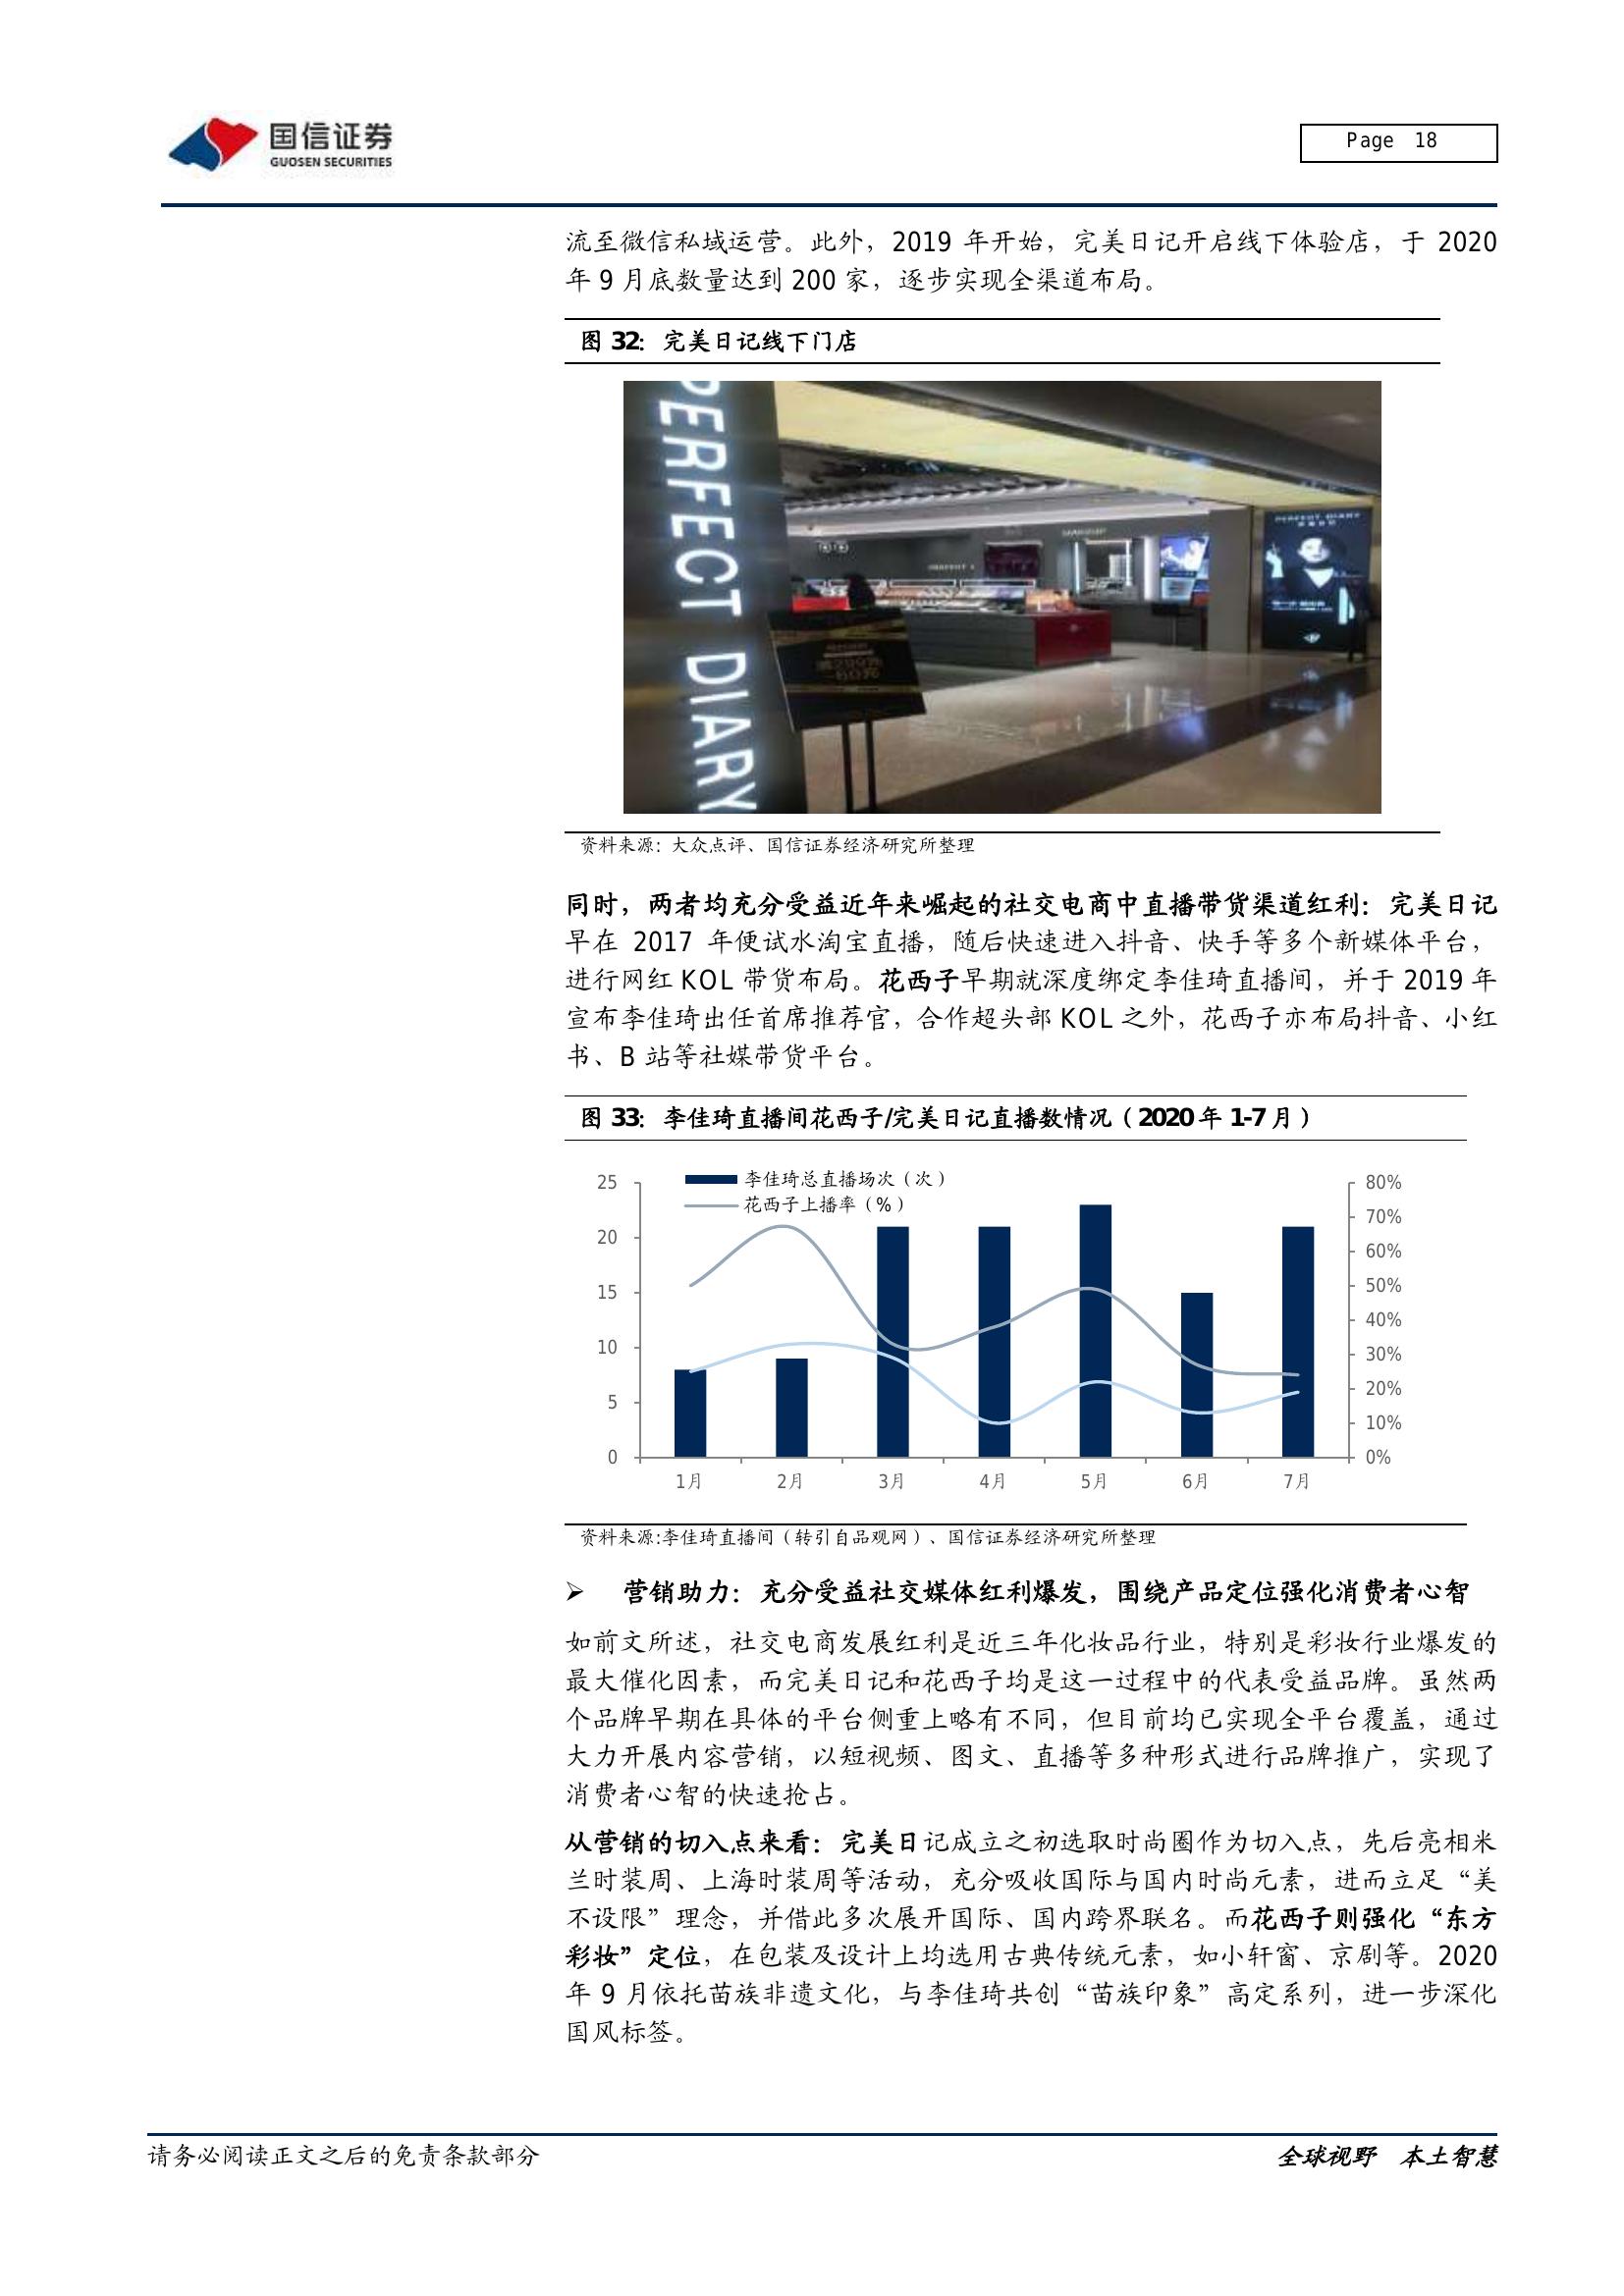 国信证券
GUOSEN SECURITIES
Page 18
流至微信私域运营。此外，2019 年开始，完美日记开启线下体验店，于 2020
年 9 月底数量达到 200 家，逐步实现全渠道布局。
图 32：完美日记线下门店
PERFECT DIARY
PERFECT DIARY
资料来源：大众点评、国信证券经济研究所整理
同时，两者均充分受益近年来崛起的社交电商中直播带货渠道红利：完美日记
早在 2017 年便试水淘宝直播，随后快速进入抖音、快手等多个新媒体平台，
进行网红 KOL 带货布局。花西子早期就深度绑定李佳琦直播间，并于 2019 年
宣布李佳琦出任首席推荐官，合作超头部 KOL 之外，花西子亦布局抖音、小红
书、B 站等社媒带货平台。
图 33：李佳琦直播间花西子/完美日记直播数情况（2020 年 1-7 月）
李佳琦总直播场次（次）
花西子上播率（%）
25
20
15
10
5
0
80%
70%
60%
50%
40%
30%
20%
10%
0%
1月 2月 3月 4月 5月 6月 7月
资料来源:李佳琦直播间（转引自品观网）、国信证券经济研究所整理
➢ 营销助力：充分受益社交媒体红利爆发，围绕产品定位强化消费者心智
如前文所述，社交电商发展红利是近三年化妆品行业，特别是彩妆行业爆发的
最大催化因素，而完美日记和花西子均是这一过程中的代表受益品牌。虽然两
个品牌早期在具体的平台侧重上略有不同，但目前均已实现全平台覆盖，通过
大力开展内容营销，以短视频、图文、直播等多种形式进行品牌推广，实现了
消费者心智的快速抢占。
从营销的切入点来看：完美日记成立之初选取时尚圈作为切入点，先后亮相米
兰时装周、上海时装周等活动，充分吸收国际与国内时尚元素，进而立足“美
不设限”理念，并借此多次展开国际、国内跨界联名。而花西子则强化“东方
彩妆”定位，在包装及设计上均选用古典传统元素，如小轩窗、京剧等。2020
年 9 月依托苗族非遗文化，与李佳琦共创“苗族印象”高定系列，进一步深化
国风标签。
请务必阅读正文之后的免责条款部分
全球视野 本土智慧